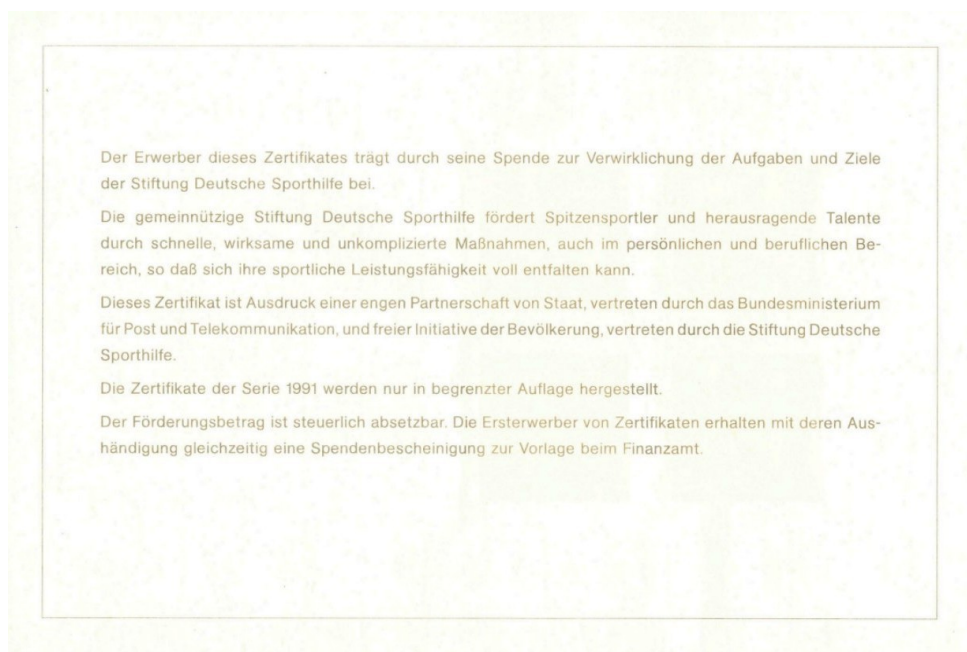 Der Erwerber dieses Zertifikates trägt durch seine Spende zur Verwirklichung der Aufgaben und Ziele
der Stiftung Deutsche Sporthilfe bei.
Die gemeinnützige Stiftung Deutsche Sporthilfe fördert Spitzensportler und herausragende Talente
durch schnelle, wirksame und unkomplizierte Maßnahmen, auch im persönlichen und beruflichen Be-
reich, so daß sich ihre sportliche Leistungsfähigkeit voll entfalten kann.
Dieses Zertifikat ist Ausdruck einer engen Partnerschaft von Staat, vertreten durch das Bundesministerium
für Post und Telekommunikation, und freier Initiative der Bevölkerung, vertreten durch die Stiftung Deutsche
Sporthilfe.
Die Zertifikate der Serie 1991 werden nur in begrenzter Auflage hergestellt.
Der Förderungsbetrag ist steuerlich absetzbar. Die Ersterwerber von Zertifikaten erhalten mit deren Aus-
händigung gleichzeitig eine Spendenbescheinigung zur Vorlage beim Finanzamt.